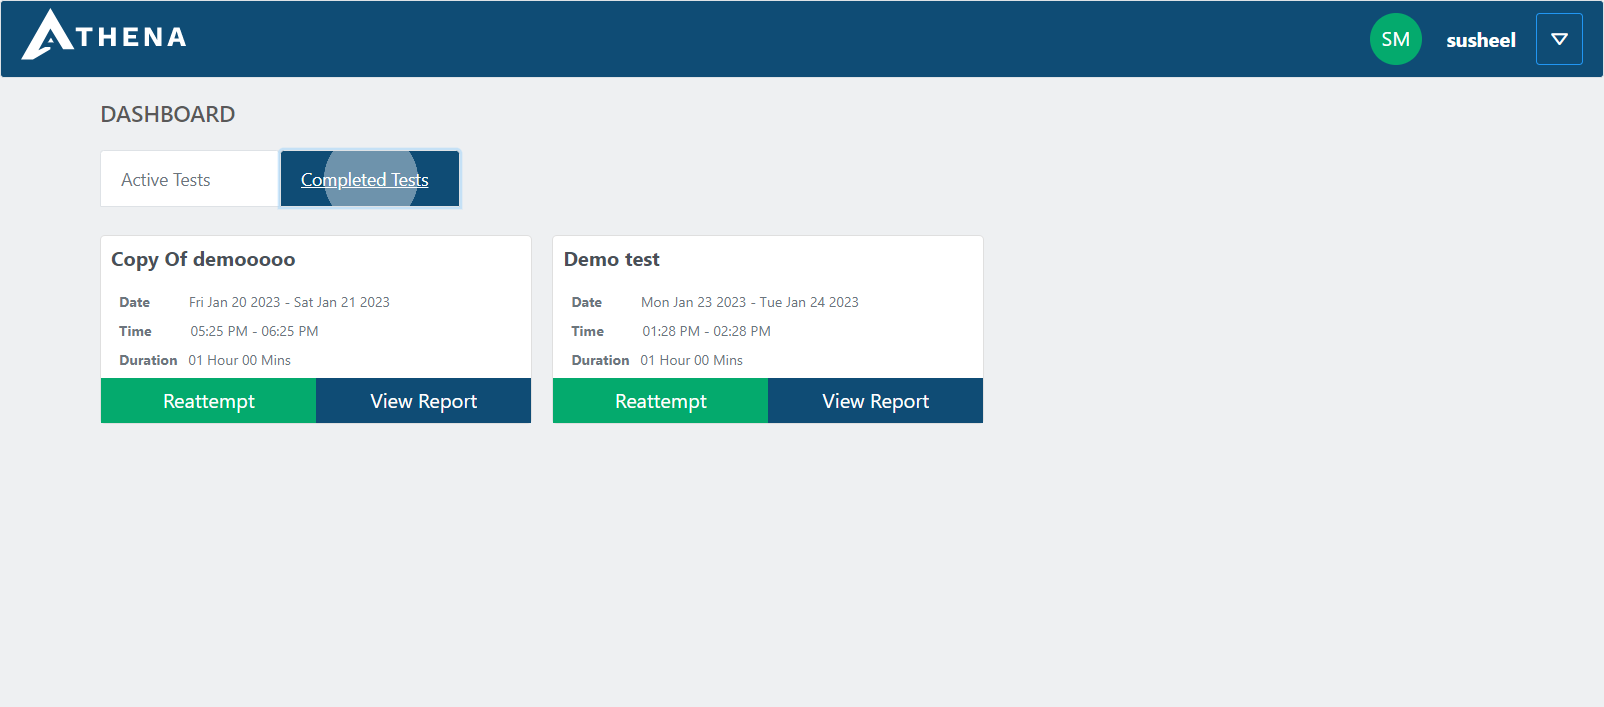 ATHENA
SM
susheel
DASHBOARD
Active Tests
Completed Tests
Copy Of demooooo
Date Fri Jan 20 2023 - Sat Jan 21 2023
Time 05:25 PM - 06:25 PM
Duration 01 Hour 00 Mins
Reattempt
View Report
Demo test
Date Mon Jan 23 2023 - Tue Jan 24 2023
Time 01:28 PM - 02:28 PM
Duration 01 Hour 00 Mins
Reattempt
View Report